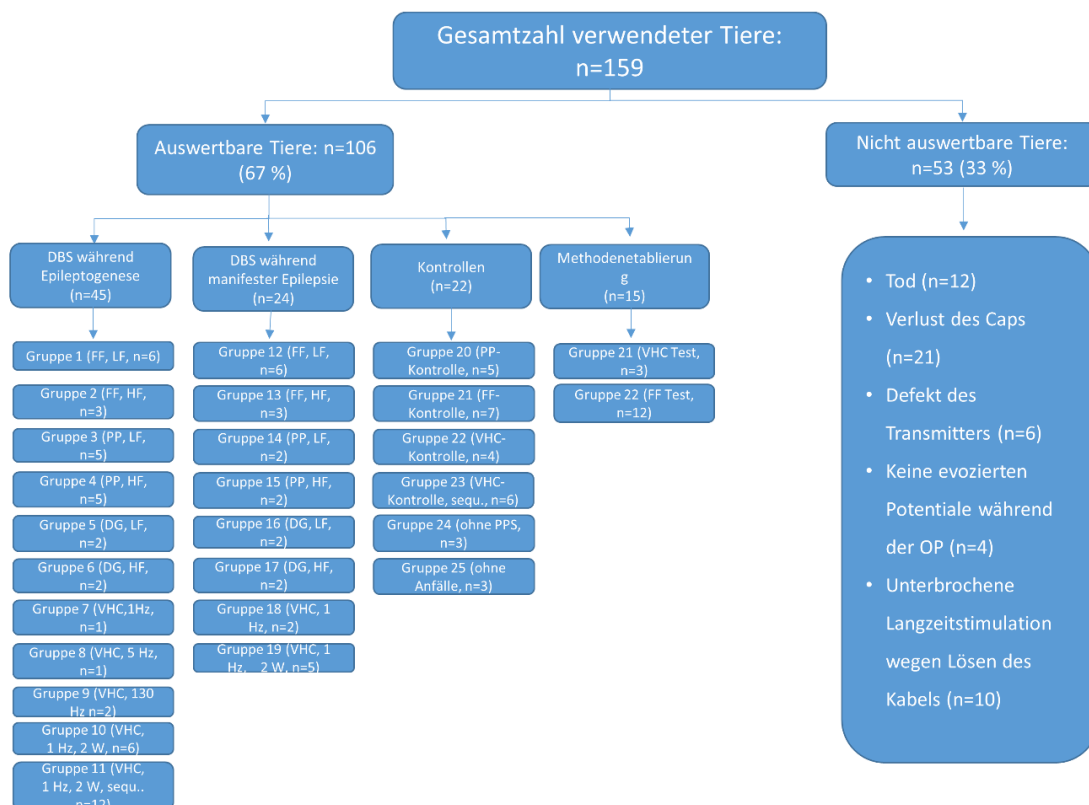 Gesamtzahl verwendeter Tiere:
n=159
Auswertbare Tiere: n=106
(67 %)
Nicht auswertbare Tiere:
n=53 (33 %)
DBS während
Epileptogenese
(n=45)
DBS während
manifester Epilepsie
(n=24)
Kontrollen
(n=22)
Methodenetablierun
g
(n=15)
Gruppe 1 (FF, LF, n=6)
Gruppe 2 (FF, HF,
n=3)
Gruppe 3 (PP, LF,
n=5)
Gruppe 4 (PP, HF,
n=5)
Gruppe 5 (DG, LF,
n=2)
Gruppe 6 (DG, HF,
n=2)
Gruppe 7 (VHC,1Hz,
n=1)
Gruppe 8 (VHC, 5 Hz,
n=1)
Gruppe 9 (VHC, 130
Hz n=2)
Gruppe 10 (VHC,
1 Hz, 2 W, n=6)
Gruppe 11 (VHC,
1 Hz, 2 W, sequ..
n=12)
Gruppe 12 (FF, LF,
n=6)
Gruppe 13 (FF, HF,
n=3)
Gruppe 14 (PP, LF,
n=2)
Gruppe 15 (PP, HF,
n=2)
Gruppe 16 (DG, LF,
n=2)
Gruppe 17 (DG, HF,
n=2)
Gruppe 18 (VHC, 1
Hz, n=2)
Gruppe 19 (VHC, 1
Hz, 2 W, n=5)
Gruppe 20 (PP-
Kontrolle, n=5)
Gruppe 21 (FF-
Kontrolle, n=7)
Gruppe 22 (VHC-
Kontrolle, n=4)
Gruppe 23 (VHC-
Kontrolle, sequ., n=6)
Gruppe 24 (ohne PPS,
n=3)
Gruppe 25 (ohne
Anfälle, n=3)
Gruppe 21 (VHC Test,
n=3)
Gruppe 22 (FF Test,
n=12)
• Tod (n=12)
• Verlust des Caps
(n=21)
• Defekt des
Transmitters (n=6)
• Keine evozierten
Potentiale während
der OP (n=4)
• Unterbrochene
Langzeitstimulation
wegen Lösen des
Kabels (n=10)